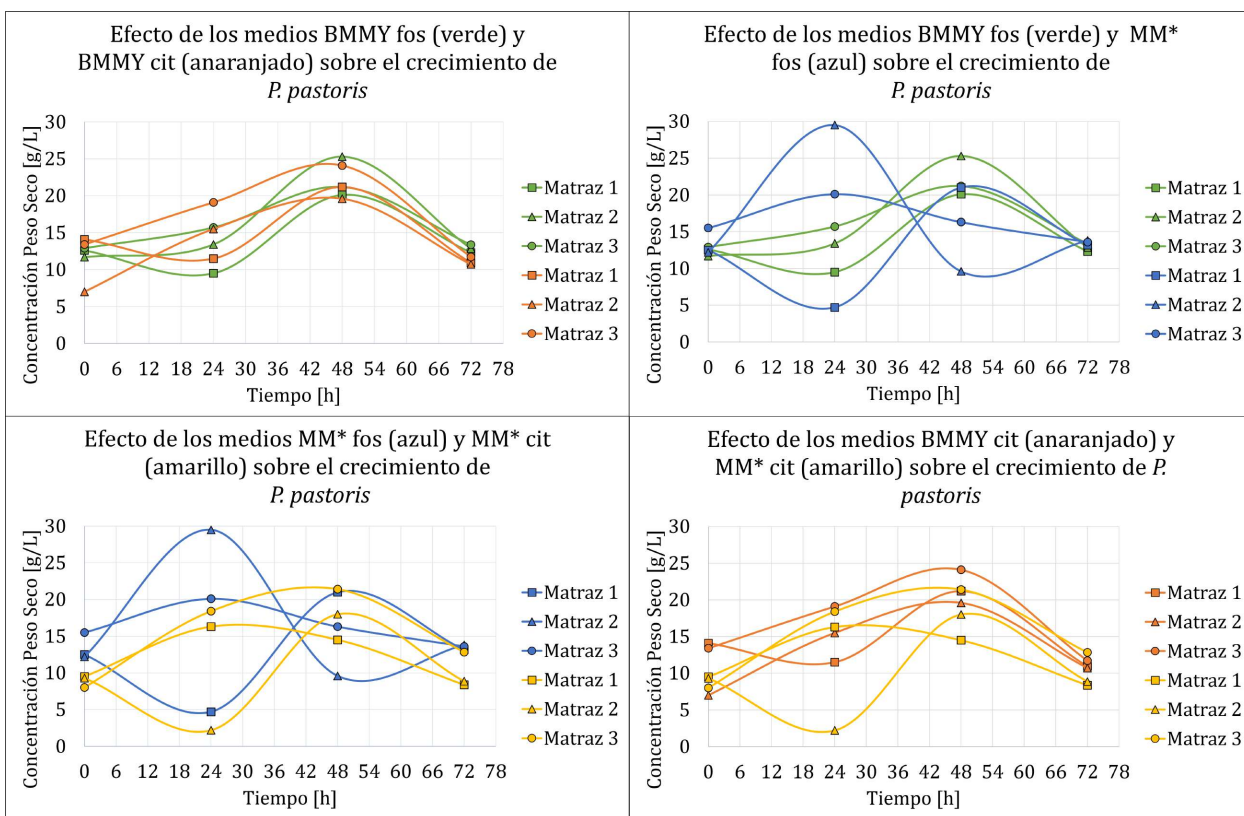 Efecto de los medios BMMY fos (verde) y
BMMY cit (anaranjado) sobre el crecimiento de
P. pastoris
Concentración Peso Seco [g/L]
30
25
20
15
10
5
0
0 6 12 18 24 30 36 42 48 54 60 66 72 78
Tiempo [h]
Matraz 1
Matraz 2
Matraz 3
Matraz 1
Matraz 2
Matraz 3
Efecto de los medios BMMY fos (verde) y MM*
fos (azul) sobre el crecimiento de
P. pastoris
Concentración Peso Seco [g/L]
30
25
20
15
10
5
0
0 6 12 18 24 30 36 42 48 54 60 66 72 78
Tiempo [h]
Matraz 1
Matraz 2
Matraz 3
Matraz 1
Matraz 2
Matraz 3
Efecto de los medios MM* fos (azul) y MM* cit
(amarillo) sobre el crecimiento de
P. pastoris
Concentración Peso Seco [g/L]
30
25
20
15
10
5
0
0 6 12 18 24 30 36 42 48 54 60 66 72 78
Tiempo [h]
Matraz 1
Matraz 2
Matraz 3
Matraz 1
Matraz 2
Matraz 3
Efecto de los medios BMMY cit (anaranjado) y
MM* cit (amarillo) sobre el crecimiento de P.
pastoris
Concentración Peso Seco [g/L]
30
25
20
15
10
5
0
0 6 12 18 24 30 36 42 48 54 60 66 72 78
Tiempo [h]
Matraz 1
Matraz 2
Matraz 3
Matraz 1
Matraz 2
Matraz 3